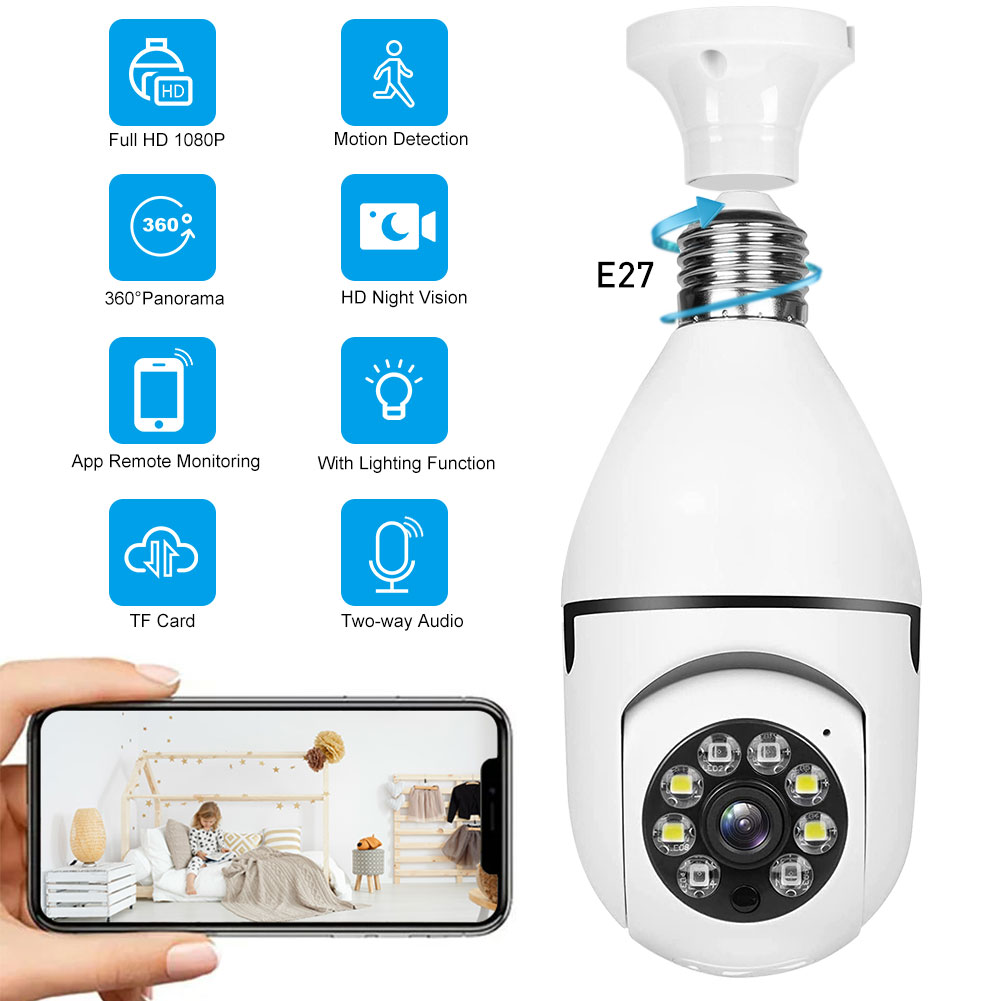 HD
Full HD 1080P
Motion Detection
360°
360°Panorama
HD Night Vision
E27
App Remote Monitoring
With Lighting Function
TF Card
Two-way Audio